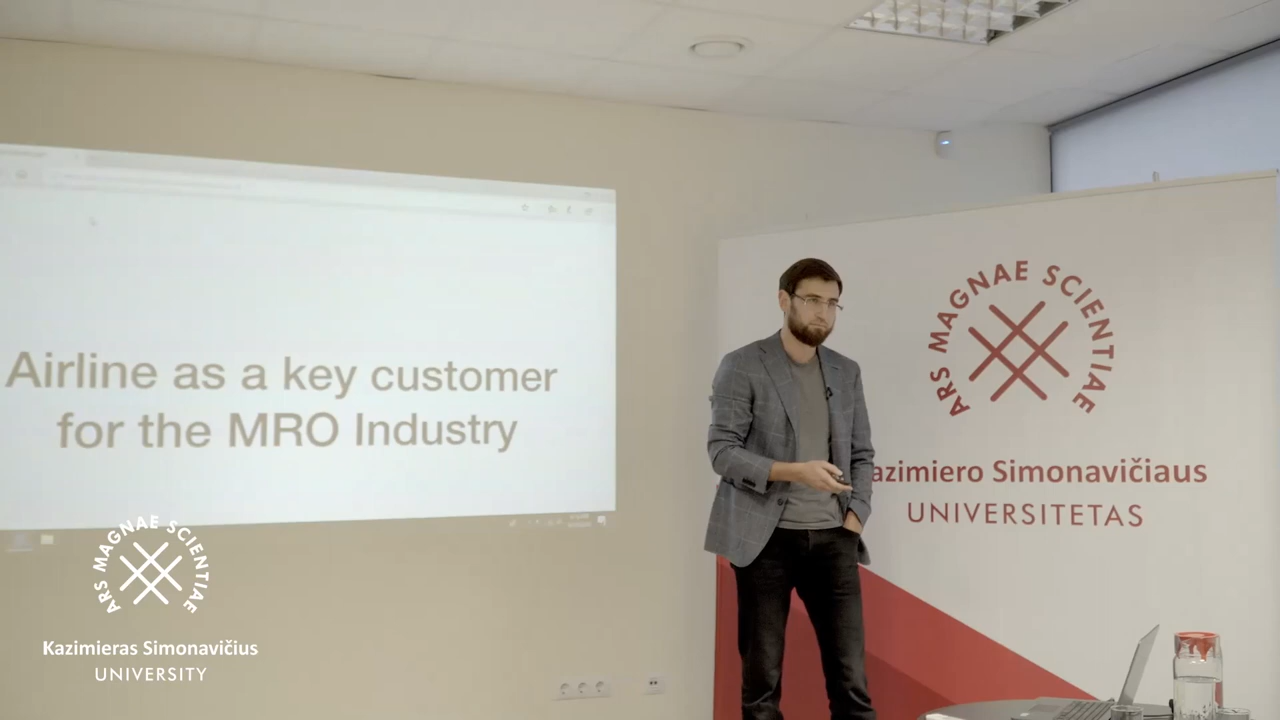 Airline as a key customer
for the MRO Industry
ARS MAGNAE SCIENTIAE
azimiero Simonavičiaus
UNIVERSITETAS
ARS MAGNAE SCIENTIAE
Kazimieras Simonavičius
UNIVERSITY